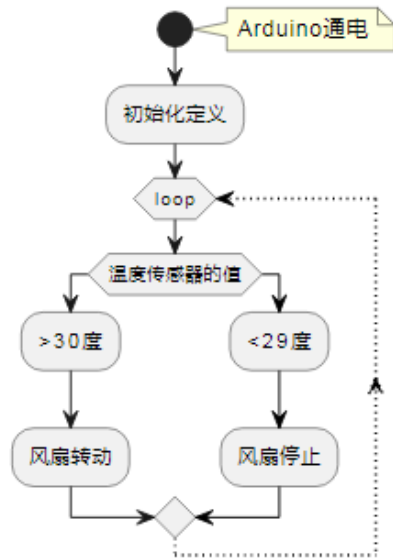 Arduino通电
初始化定义
loop
温度传感器的值
>30度
<29度
风扇转动
风扇停止